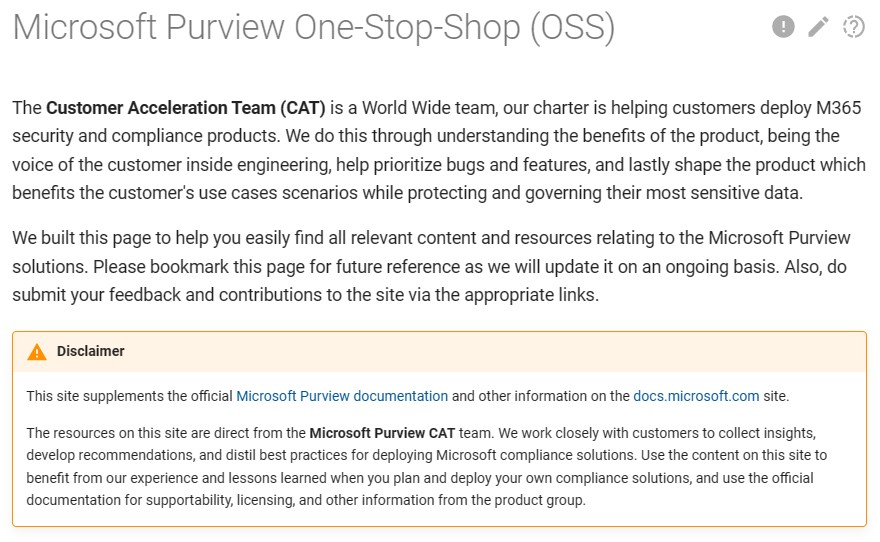 Microsoft Purview One-Stop-Shop (OSS)
The Customer Acceleration Team (CAT) is a World Wide team, our charter is helping customers deploy M365
security and compliance products. We do this through understanding the benefits of the product, being the
voice of the customer inside engineering, help prioritize bugs and features, and lastly shape the product which
benefits the customer's use cases scenarios while protecting and governing their most sensitive data.
We built this page to help you easily find all relevant content and resources relating to the Microsoft Purview
solutions. Please bookmark this page for future reference as we will update it on an ongoing basis. Also, do
submit your feedback and contributions to the site via the appropriate links.
Disclaimer
This site supplements the official Microsoft Purview documentation and other information on the docs.microsoft.com site.
The resources on this site are direct from the Microsoft Purview CAT team. We work closely with customers to collect insights,
develop recommendations, and distil best practices for deploying Microsoft compliance solutions. Use the content on this site to
benefit from our experience and lessons learned when you plan and deploy your own compliance solutions, and use the official
documentation for supportability, licensing, and other information from the product group.